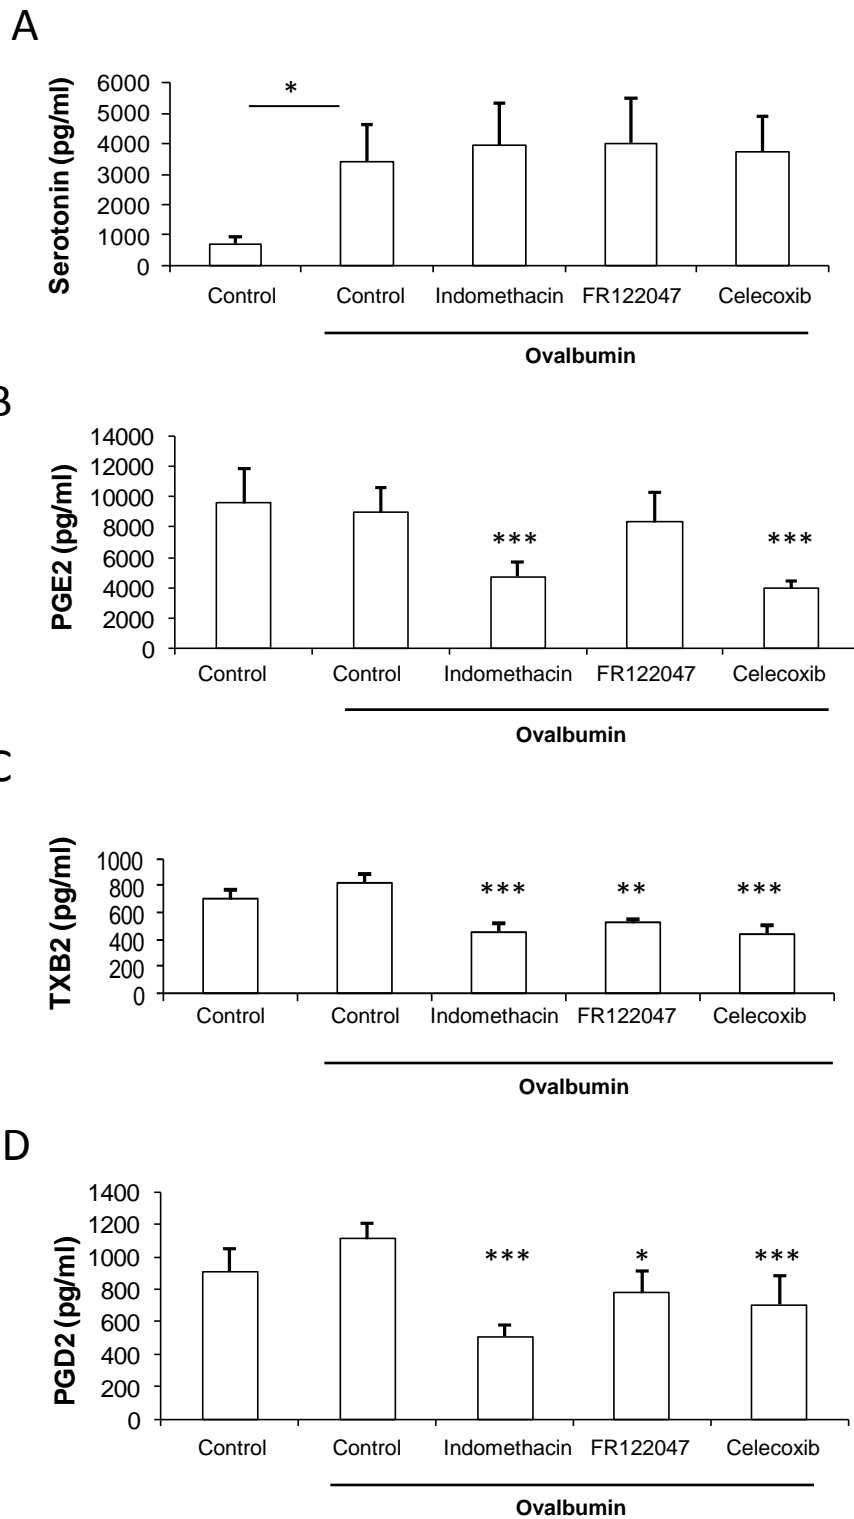 A
Serotonin (pg/ml)
6000
5000
4000
3000
2000
1000
0
*
Control Control Indomethacin FR122047 Celecoxib
Ovalbumin
B
PGE2 (pg/ml)
14000
12000
10000
8000
6000
4000
2000
0
*** ***
Control Control Indomethacin FR122047 Celecoxib
Ovalbumin
C
TXB2 (pg/ml)
1000
800
600
400
200
0
*** ** ***
Control Control Indomethacin FR122047 Celecoxib
Ovalbumin
D
PGD2 (pg/ml)
1400
1200
1000
800
600
400
200
0
*** * ***
Control Control Indomethacin FR122047 Celecoxib
Ovalbumin